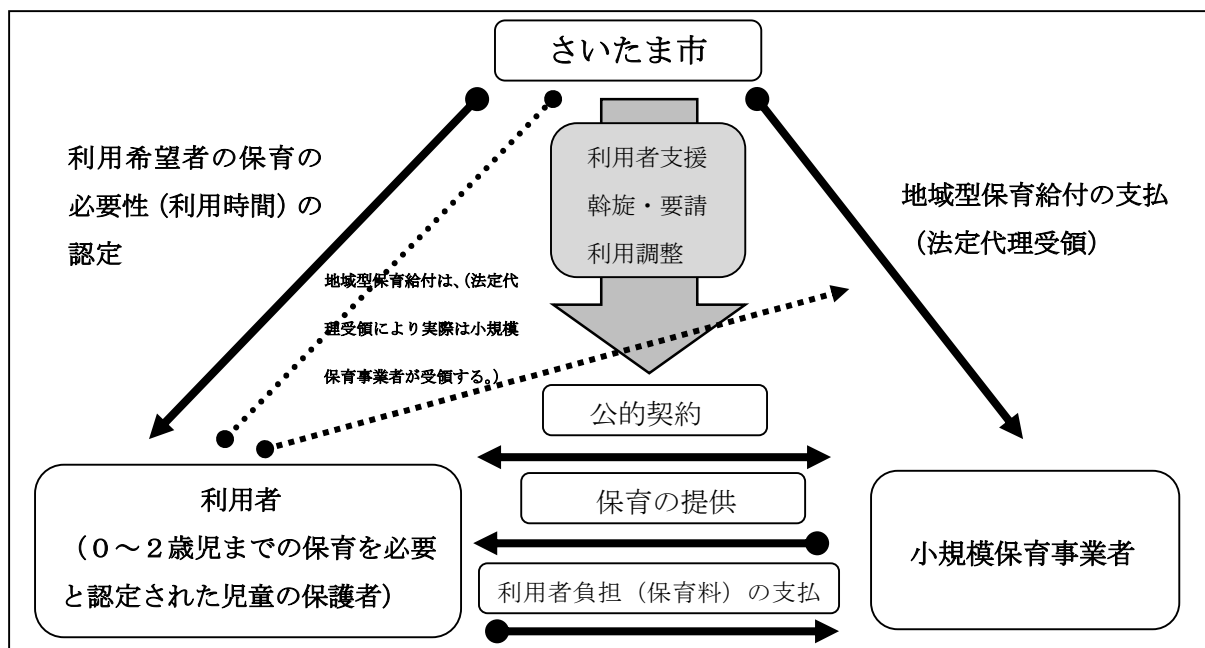 さいたま市
利用希望者の保育の
必要性（利用時間）の
認定
利用者支援
斡旋・要請
利用調整
地域型保育給付の支払
（法定代理受領）
地域型保育給付は、（法定代
理受領により実際は小規模
保育事業者が受領する。）
公的契約
保育の提供
利用者負担（保育料）の支払
利用者
（０～２歳児までの保育を必要
と認定された児童の保護者）
小規模保育事業者